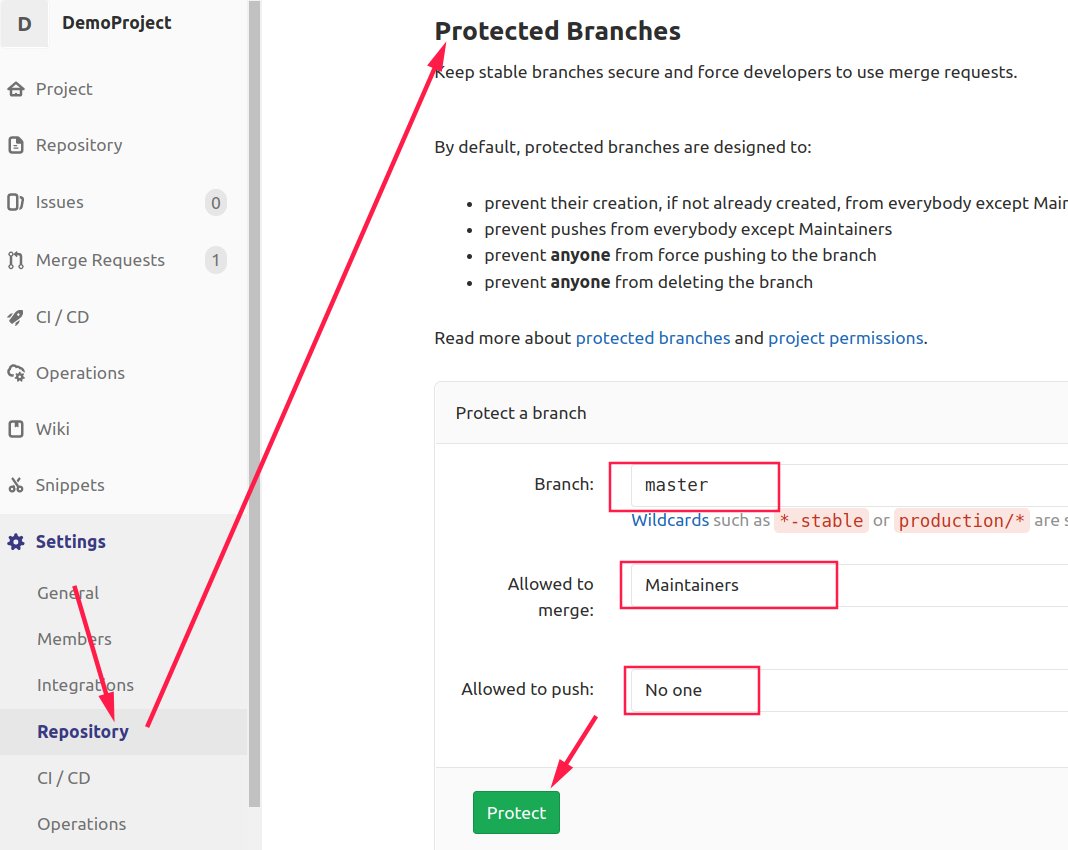 D DemoProject
Project
Repository
Issues 0
Merge Requests 1
CI / CD
Operations
Wiki
Snippets
Settings
General
Members
Integrations
Repository
CI / CD
Operations
Protected Branches
Keep stable branches secure and force developers to use merge requests.
By default, protected branches are designed to:
prevent their creation, if not already created, from everybody except
prevent pushes from everybody except Maintainers
prevent anyone from force pushing to the branch
prevent anyone from deleting the branch
Read more about protected branches and project permissions.
Protect a branch
Branch: master
Wildcards such as *-stable or production/* are
Allowed to merge: Maintainers
Allowed to push: No one
Protect